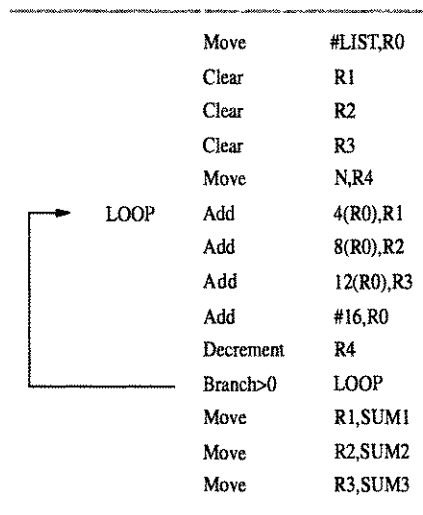 Move #LIST,R0
Clear R1
Clear R2
Clear R3
Move N,R4
LOOP Add 4(R0),R1
Add 8(R0),R2
Add 12(R0),R3
Add #16,R0
Decrement R4
Branch>0 LOOP
Move R1,SUM1
Move R2,SUM2
Move R3,SUM3